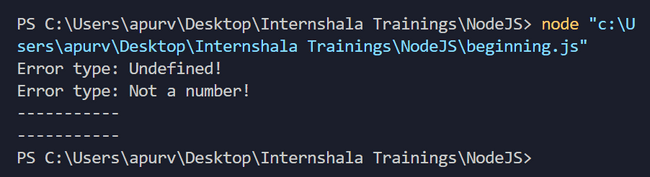 PS C:\Users\apurv\Desktop\Internshala Trainings\NodeJS> node "c:\U
sers\apurv\Desktop\Internshala Trainings\NodeJS\beginning.js"
Error type: Undefined!
Error type: Not a number!
-----------
-----------
PS C:\Users\apurv\Desktop\Internshala Trainings\NodeJS>